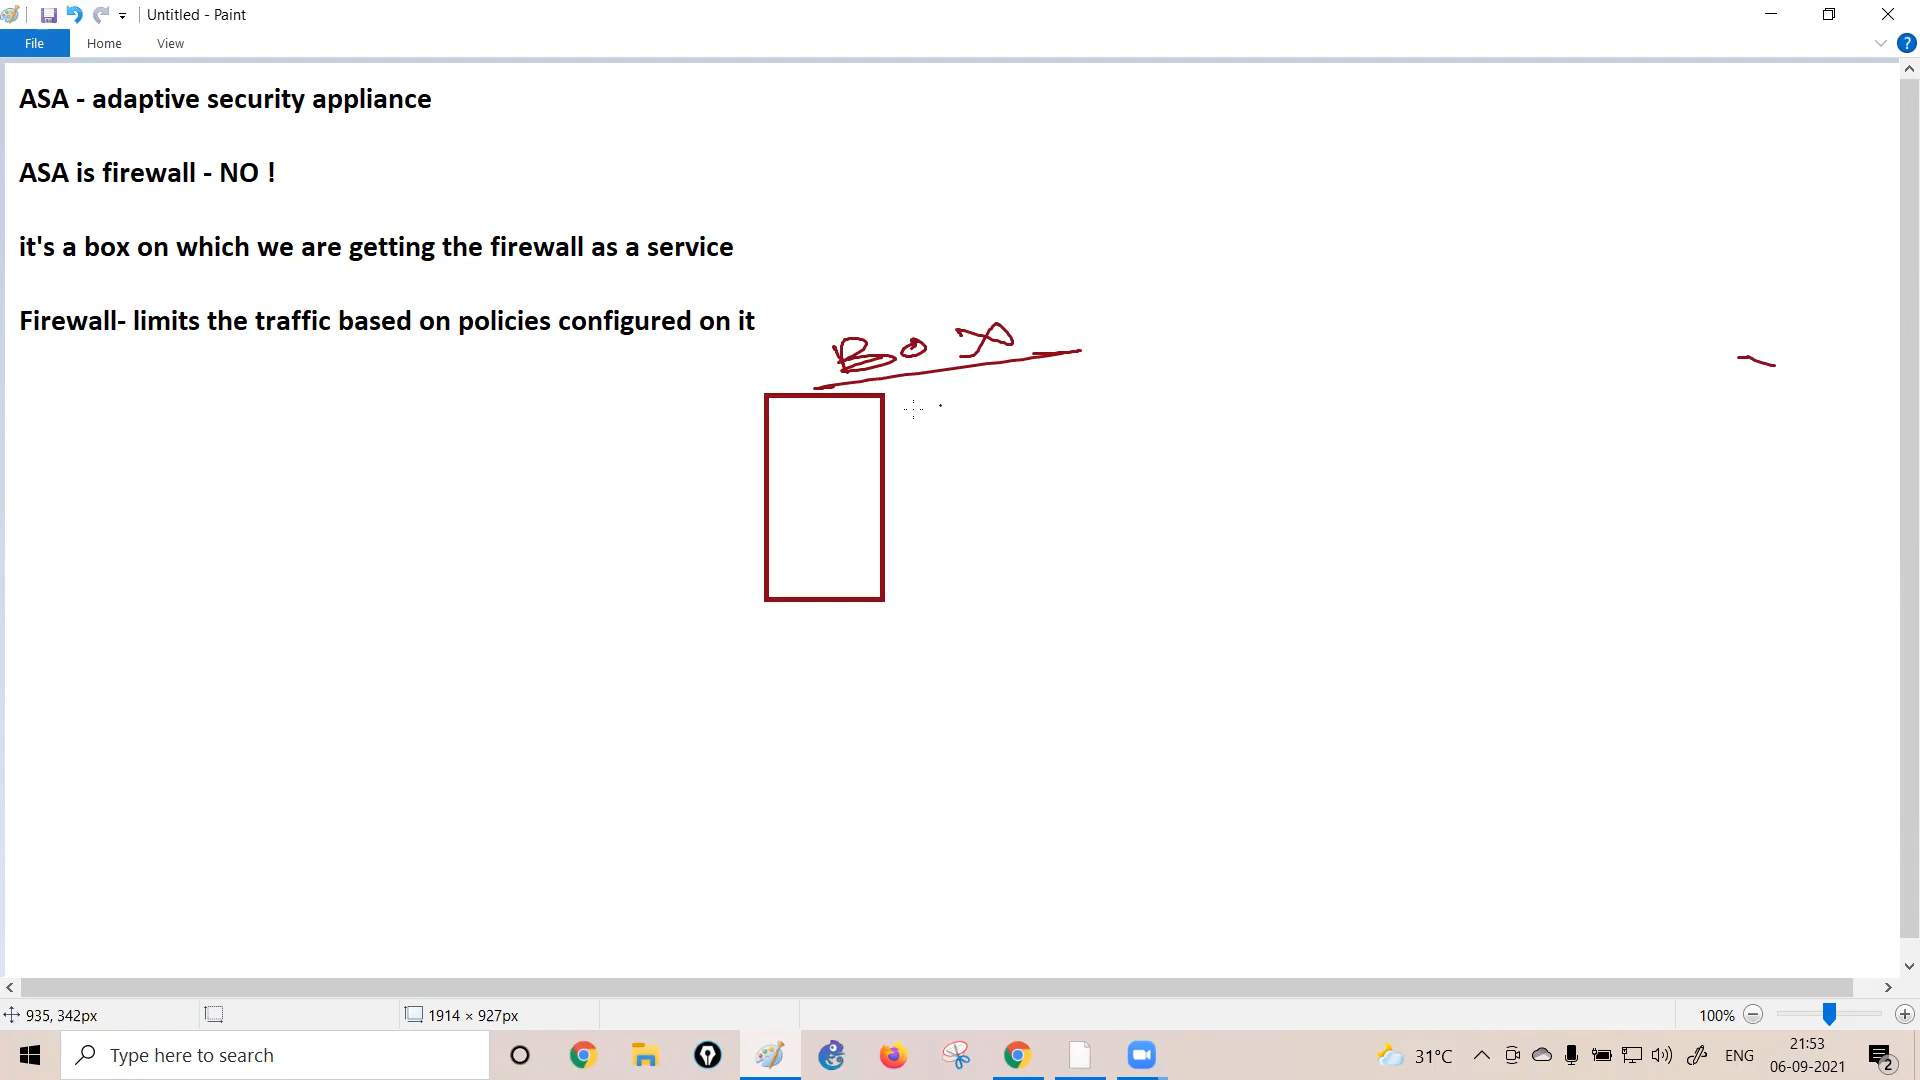 Untitled - Paint
File Home View
ASA - adaptive security appliance
ASA is firewall - NO !
it's a box on which we are getting the firewall as a service
Firewall- limits the traffic based on policies configured on it
Box
935, 342px
1914 × 927px
100%
Type here to search
31°C
ENG
21:53
06-09-2021
2